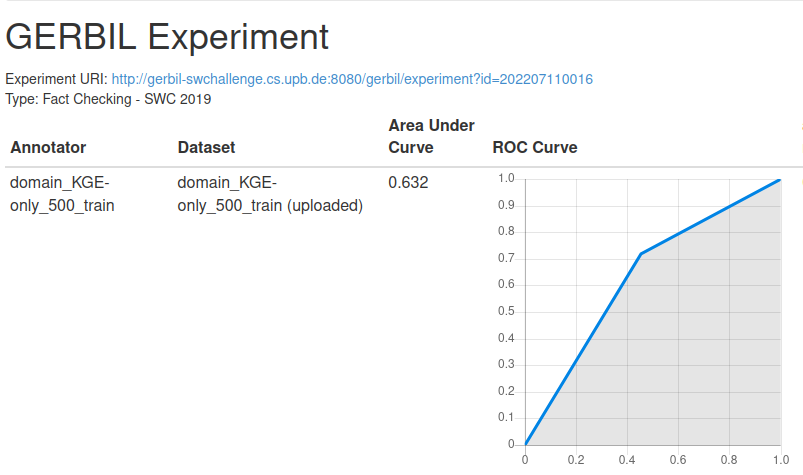 GERBIL Experiment
Experiment URI: http://gerbil-swchallenge.cs.upb.de:8080/gerbil/experiment?id=202207110016
Type: Fact Checking - SWC 2019
Annotator
Dataset
Area Under
Curve
ROC Curve
domain_KGE-
only_500_train
domain_KGE-
only_500_train (uploaded)
0.632
1.0
0.9
0.8
0.7
0.6
0.5
0.4
0.3
0.2
0.1
0
0 0.2 0.4 0.6 0.8 1.0